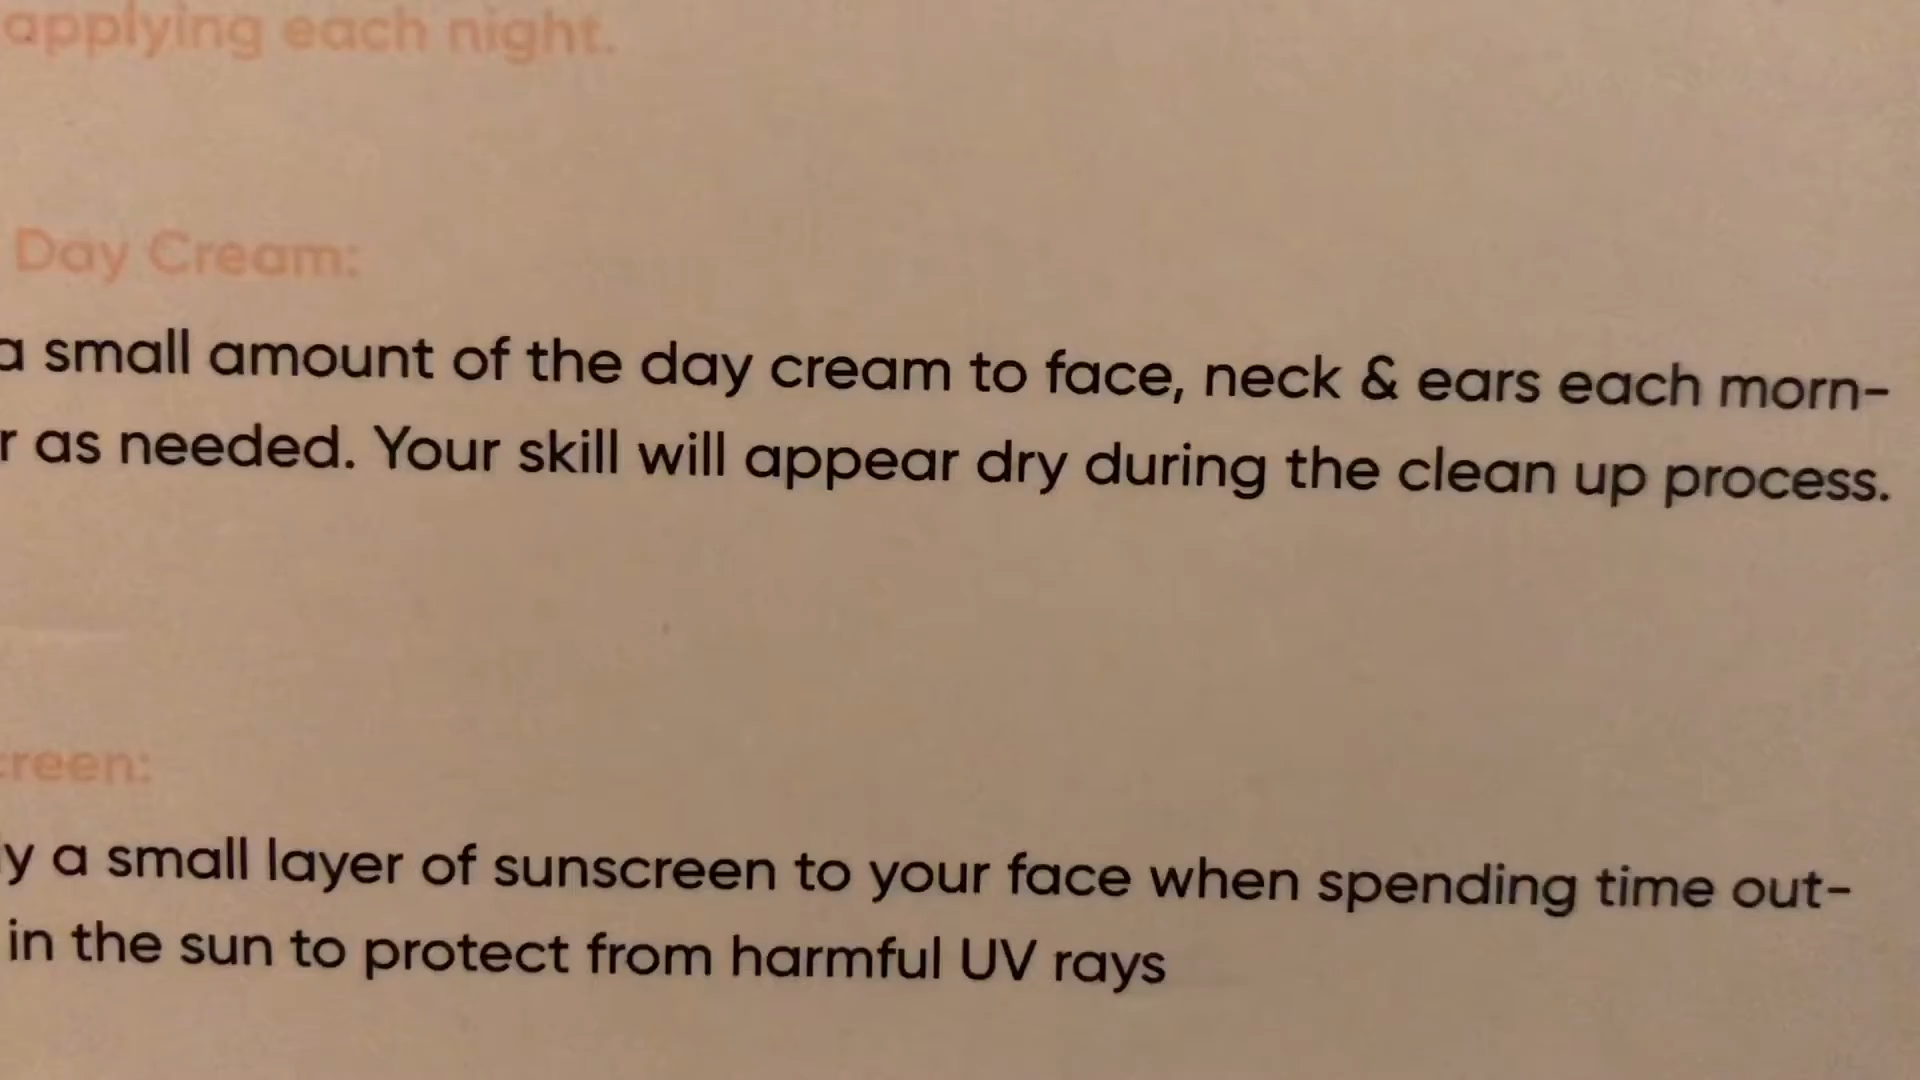 applying each night.
Day Cream:
a small amount of the day cream to face, neck & ears each morn-
r as needed. Your skill will appear dry during the clean up process.
creen:
y a small layer of sunscreen to your face when spending time out-
in the sun to protect from harmful UV rays